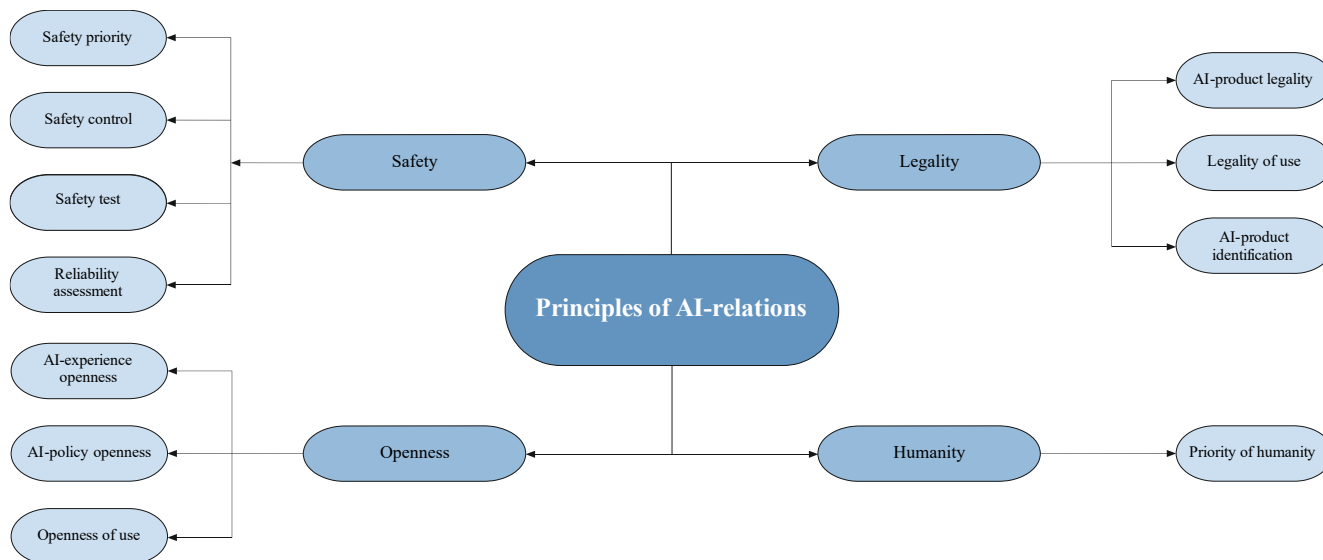 Safety priority
Safety control
Safety test
Reliability
assessment
Safety
Legality
AI-product legality
Legality of use
AI-product
identification
Principles of AI-relations
AI-experience
openness
AI-policy openness
Openness of use
Openness
Humanity
Priority of humanity